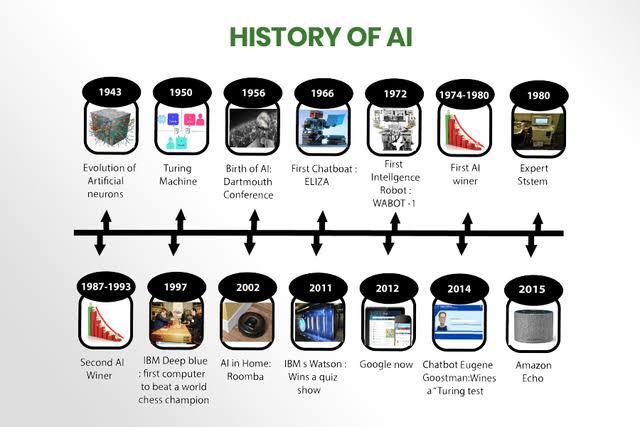 HISTORY OF AI
1943
1950
1956
1966
1972
1974-1980
1980
Evolution of
Artificial
neurons
Turing
Machine
Birth of AI:
Dartmouth
Conference
First Chatboat :
ELIZA
First
Intellgence
Robot :
WABOT -1
First AI
winer
Expert
Ststem
1987-1993
1997
2002
2011
2012
2014
2015
Second AI
Winer
IBM Deep blue
: first computer
to beat a world
chess champion
AI in Home:
Roomba
IBM s Watson :
Wins a quiz
show
Google now
Chatbot Eugene
Goostman:Wines
a "Turing test
Amazon
Echo